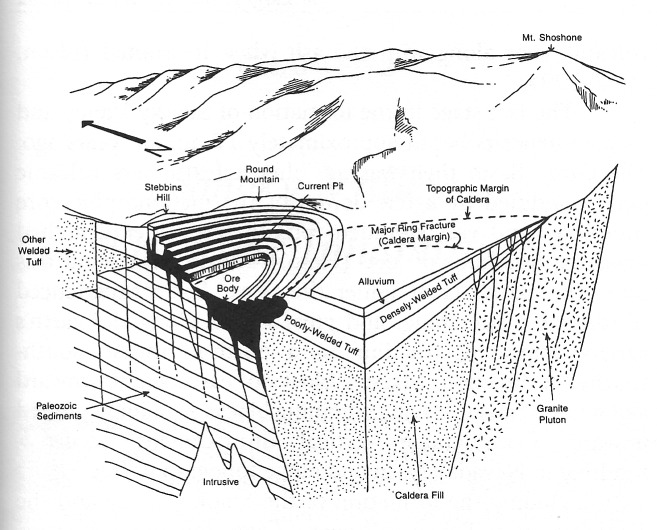 Mt. Shoshone
N
Round
Mountain
Stebbins
Hill
Current Pit
Topographic Margin
of Caldera
Major Ring Fracture
(Caldera Margin)
Other
Welded
Tuff
Ore
Body
Alluvium
Densely-Welded Tuff
Poorly-Welded Tuff
Paleozoic
Sediments
Granite
Pluton
Intrusive
Caldera Fill